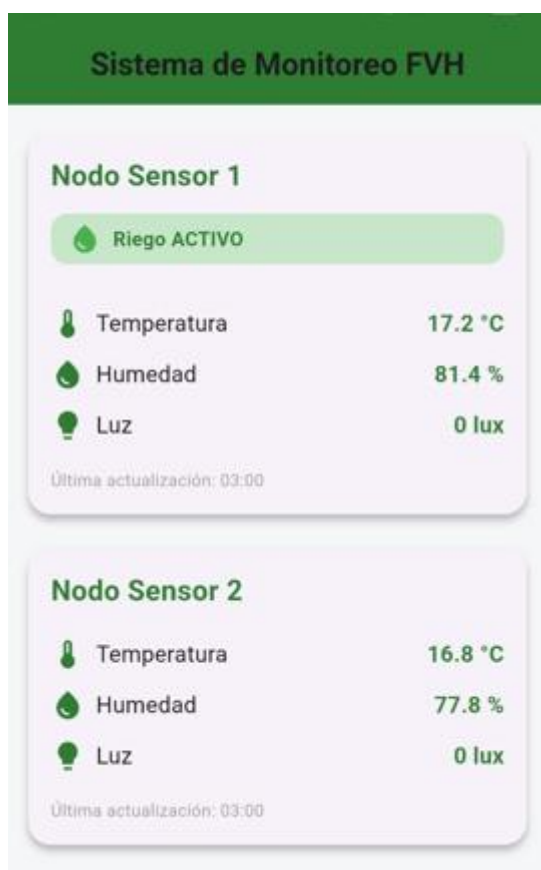 Sistema de Monitoreo FVH
Nodo Sensor 1
Riego ACTIVO
Temperatura 17.2 °C
Humedad 81.4 %
Luz 0 lux
Última actualización: 03:00
Nodo Sensor 2
Temperatura 16.8 °C
Humedad 77.8 %
Luz 0 lux
Última actualización: 03:00